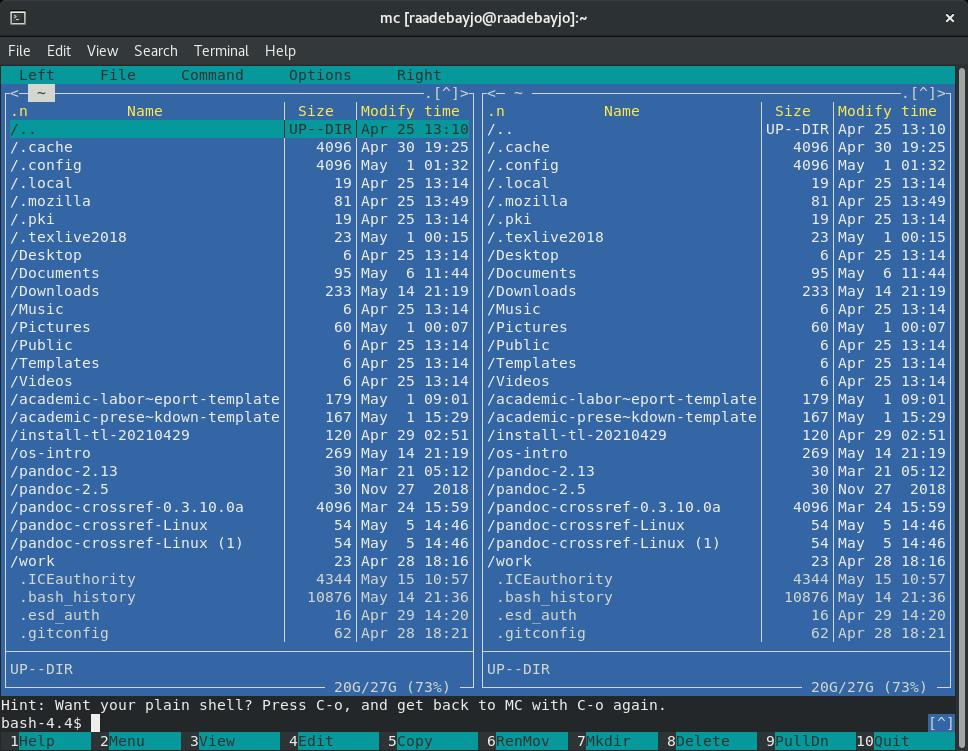 mc [raadebayjo@raadebayjo]:~ ×
File Edit View Search Terminal Help
Left File Command Options Right
<─ ~ ─.[^]> <─ ~ ─.[^]>
.n Name │ Size │Modify time .n Name │ Size │Modify time
/.. │UP--DIR│Apr 25 13:10 /.. │UP--DIR│Apr 25 13:10
/.cache │ 4096│Apr 30 19:25 /.cache │ 4096│Apr 30 19:25
/.config │ 4096│May  1 01:32 /.config │ 4096│May  1 01:32
/.local │ 19│Apr 25 13:14 /.local │ 19│Apr 25 13:14
/.mozilla │ 81│Apr 25 13:49 /.mozilla │ 81│Apr 25 13:49
/.pki │ 19│Apr 25 13:14 /.pki │ 19│Apr 25 13:14
/.texlive2018 │ 23│May  1 00:15 /.texlive2018 │ 23│May  1 00:15
/Desktop │ 6│Apr 25 13:14 /Desktop │ 6│Apr 25 13:14
/Documents │ 95│May  6 11:44 /Documents │ 95│May  6 11:44
/Downloads │ 233│May 14 21:19 /Downloads │ 233│May 14 21:19
/Music │ 6│Apr 25 13:14 /Music │ 6│Apr 25 13:14
/Pictures │ 60│May  1 00:07 /Pictures │ 60│May  1 00:07
/Public │ 6│Apr 25 13:14 /Public │ 6│Apr 25 13:14
/Templates │ 6│Apr 25 13:14 /Templates │ 6│Apr 25 13:14
/Videos │ 6│Apr 25 13:14 /Videos │ 6│Apr 25 13:14
/academic-labor~eport-template │ 179│May  1 09:01 /academic-labor~eport-template │ 179│May  1 09:01
/academic-prese~kdown-template │ 167│May  1 15:29 /academic-prese~kdown-template │ 167│May  1 15:29
/install-tl-20210429 │ 120│Apr 29 02:51 /install-tl-20210429 │ 120│Apr 29 02:51
/os-intro │ 269│May 14 21:19 /os-intro │ 269│May 14 21:19
/pandoc-2.13 │ 30│Mar 21 05:12 /pandoc-2.13 │ 30│Mar 21 05:12
/pandoc-2.5 │ 30│Nov 27  2018 /pandoc-2.5 │ 30│Nov 27  2018
/pandoc-crossref-0.3.10.0a │ 4096│Mar 24 15:59 /pandoc-crossref-0.3.10.0a │ 4096│Mar 24 15:59
/pandoc-crossref-Linux │ 54│May  5 14:46 /pandoc-crossref-Linux │ 54│May  5 14:46
/pandoc-crossref-Linux (1) │ 54│May  5 14:46 /pandoc-crossref-Linux (1) │ 54│May  5 14:46
/work │ 23│Apr 28 18:16 /work │ 23│Apr 28 18:16
.ICEauthority │ 4344│May 15 10:57 .ICEauthority │ 4344│May 15 10:57
.bash_history │ 10876│May 14 21:36 .bash_history │ 10876│May 14 21:36
.esd_auth │ 16│Apr 29 14:20 .esd_auth │ 16│Apr 29 14:20
.gitconfig │ 62│Apr 28 18:21 .gitconfig │ 62│Apr 28 18:21
UP--DIR UP--DIR
20G/27G (73%) 20G/27G (73%)
Hint: Want your plain shell? Press C-o, and get back to MC with C-o again.
bash-4.4$ [^]
1Help 2Menu 3View 4Edit 5Copy 6RenMov 7Mkdir 8Delete 9PullDn 10Quit